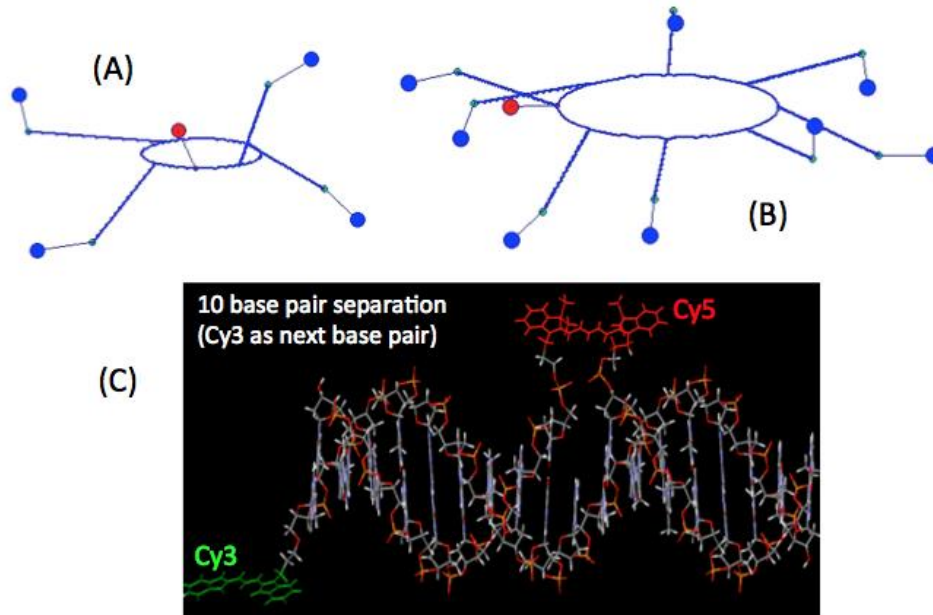 (A)
(B)
10 base pair separation
(Cy3 as next base pair)
Cy5
(C)
Cy3